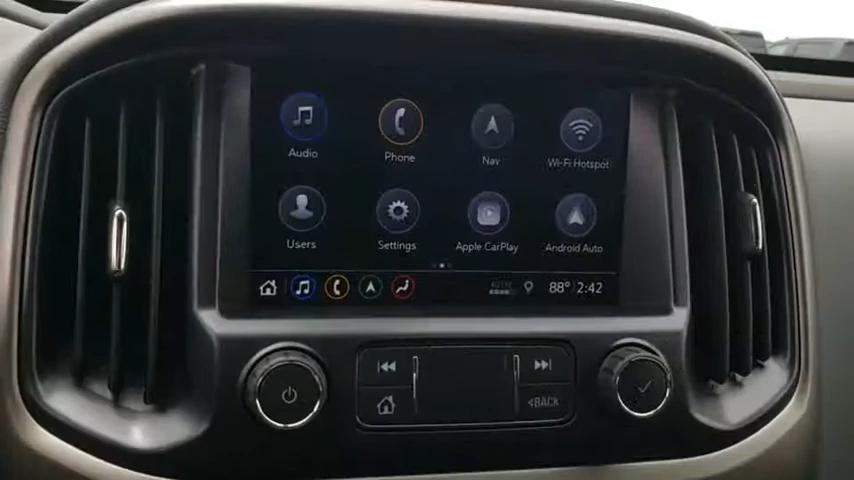 Audio Phone Nav Wi-Fi Hotspot
Users Settings Apple CarPlay Android Auto
88° 2:42
<BACK